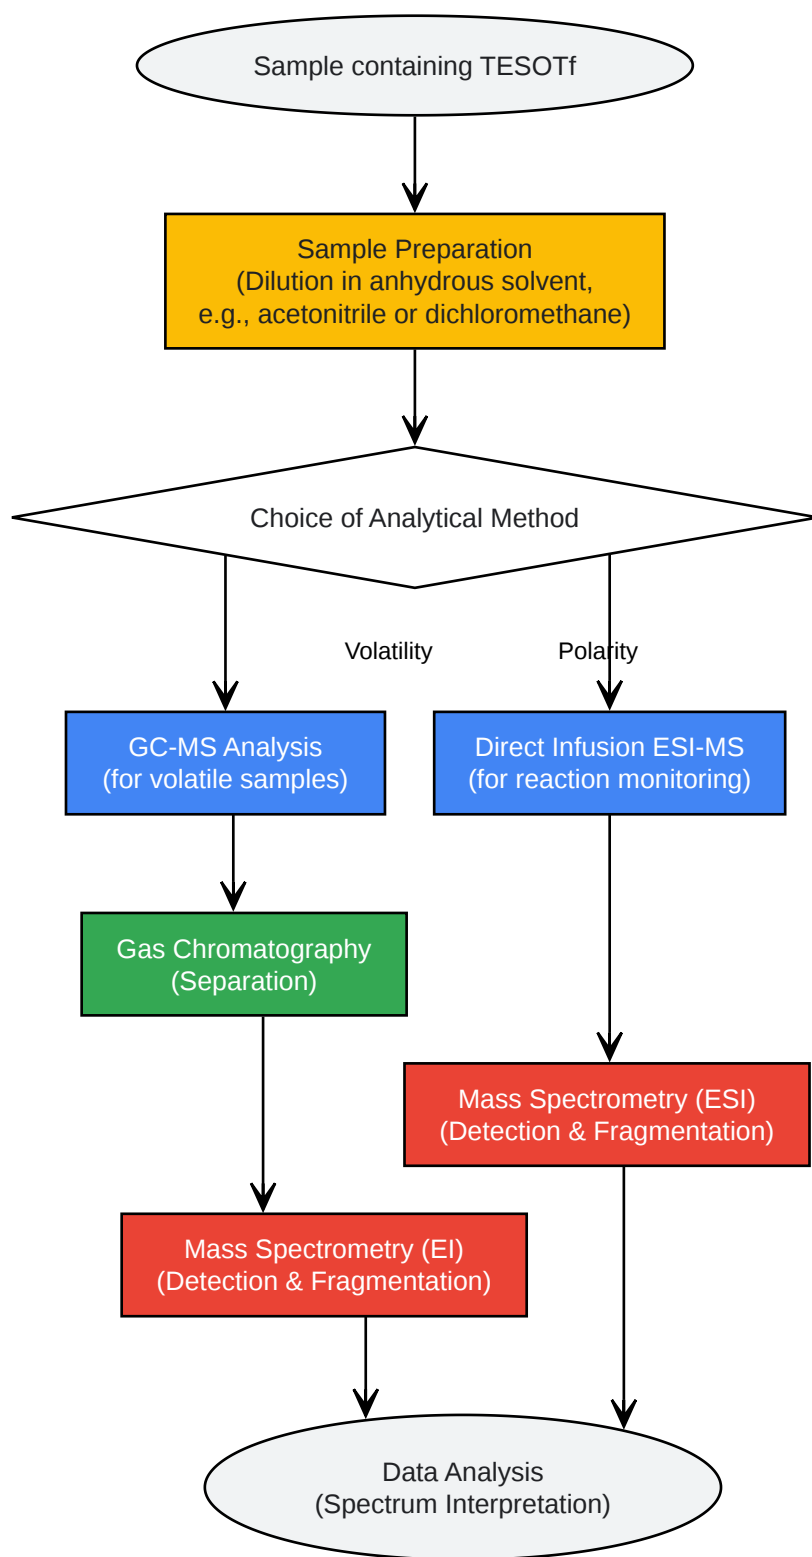 Sample containing TESOTf
Sample Preparation
(Dilution in anhydrous solvent,
e.g., acetonitrile or dichloromethane)
Choice of Analytical Method
Volatility
Polarity
GC-MS Analysis
(for volatile samples)
Direct Infusion ESI-MS
(for reaction monitoring)
Gas Chromatography
(Separation)
Mass Spectrometry (ESI)
(Detection & Fragmentation)
Mass Spectrometry (EI)
(Detection & Fragmentation)
Data Analysis
(Spectrum Interpretation)